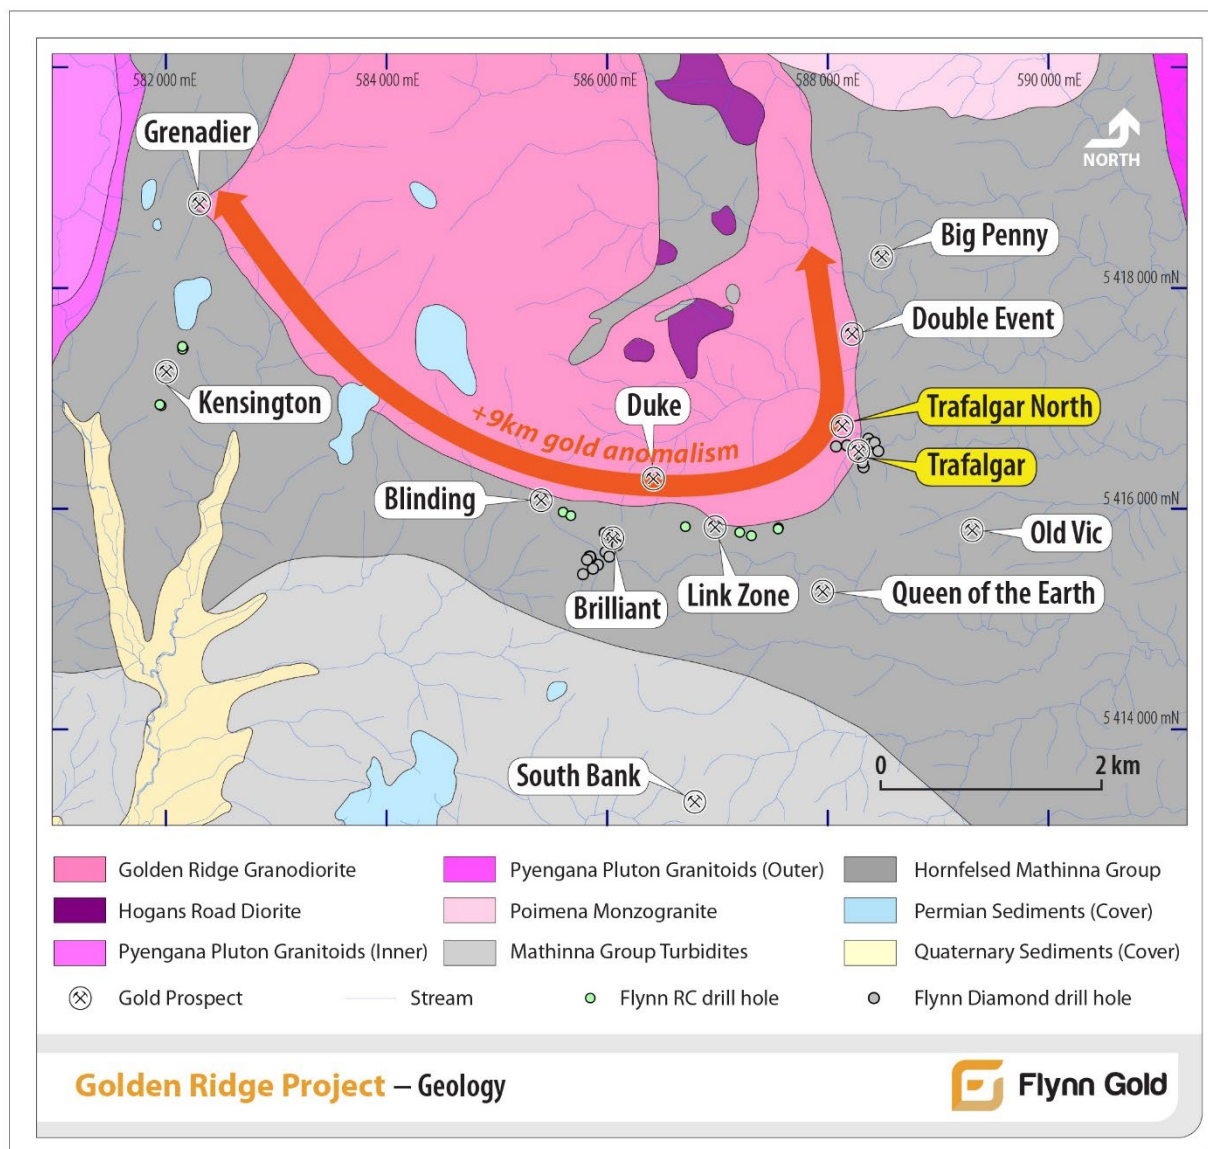 582 000 mE
584 000 mE
586 000 mE
588 000 mE
590 000 mE
Grenadier
NORTH
Big Penny
5 418 000 mN
Double Event
Kensington
Duke
Trafalgar North
+9km gold anomalism
Trafalgar
Blinding
5 416 000 mN
Old Vic
Brilliant
Link Zone
Queen of the Earth
5 414 000 mN
South Bank
0
2 km
Golden Ridge Granodiorite
Pyengana Pluton Granitoids (Outer)
Hornfelsed Mathinna Group
Hogans Road Diorite
Poimena Monzogranite
Permian Sediments (Cover)
Pyengana Pluton Granitoids (Inner)
Mathinna Group Turbidites
Quaternary Sediments (Cover)
Gold Prospect
Stream
Flynn RC drill hole
Flynn Diamond drill hole
Golden Ridge Project – Geology
Flynn Gold